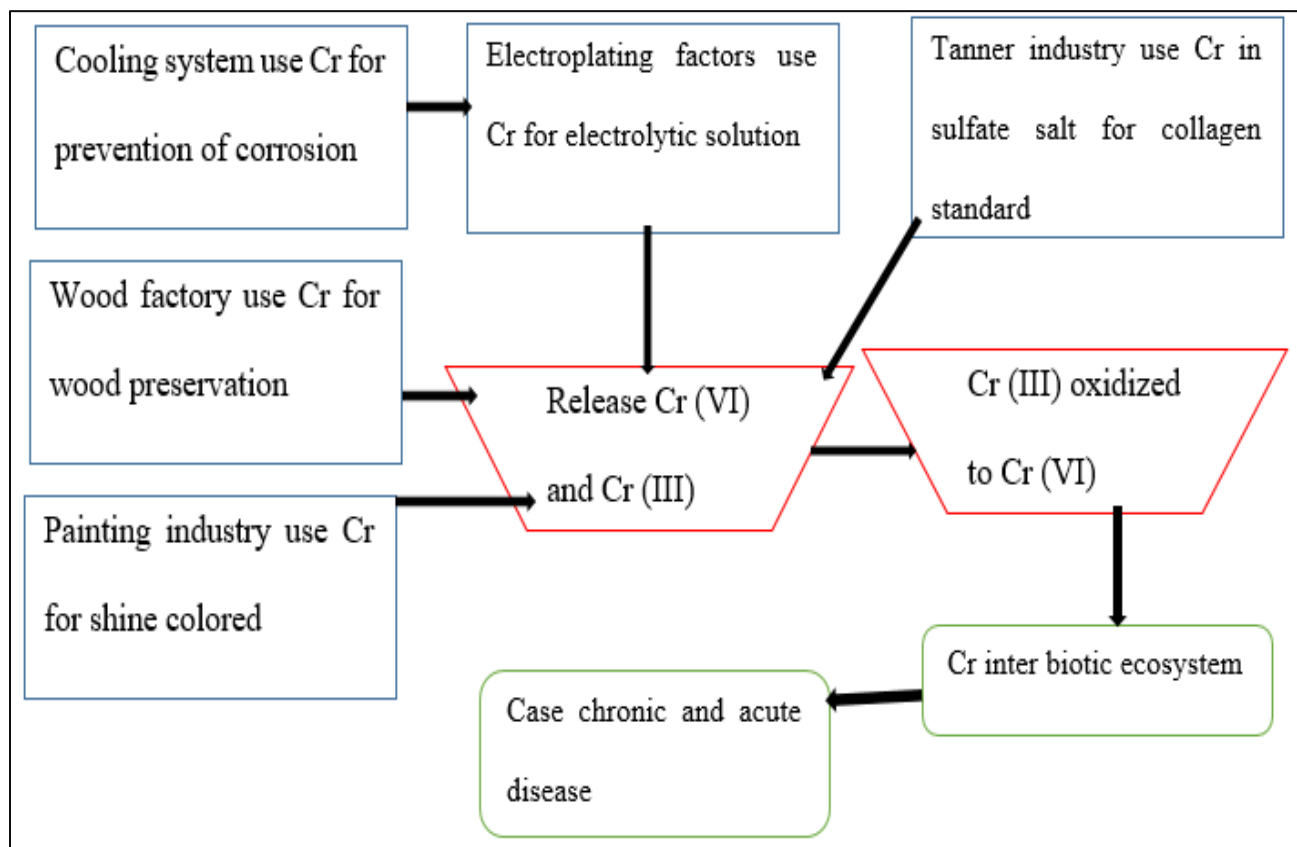 Cooling system use Cr for
prevention of corrosion
Electroplating factors use
Cr for electrolytic solution
Tanner industry use Cr in
sulfate salt for collagen
standard
Wood factory use Cr for
wood preservation
Release Cr (VI)
and Cr (III)
Cr (III) oxidized
to Cr (VI)
Painting industry use Cr
for shine colored
Cr inter biotic ecosystem
Case chronic and acute
disease